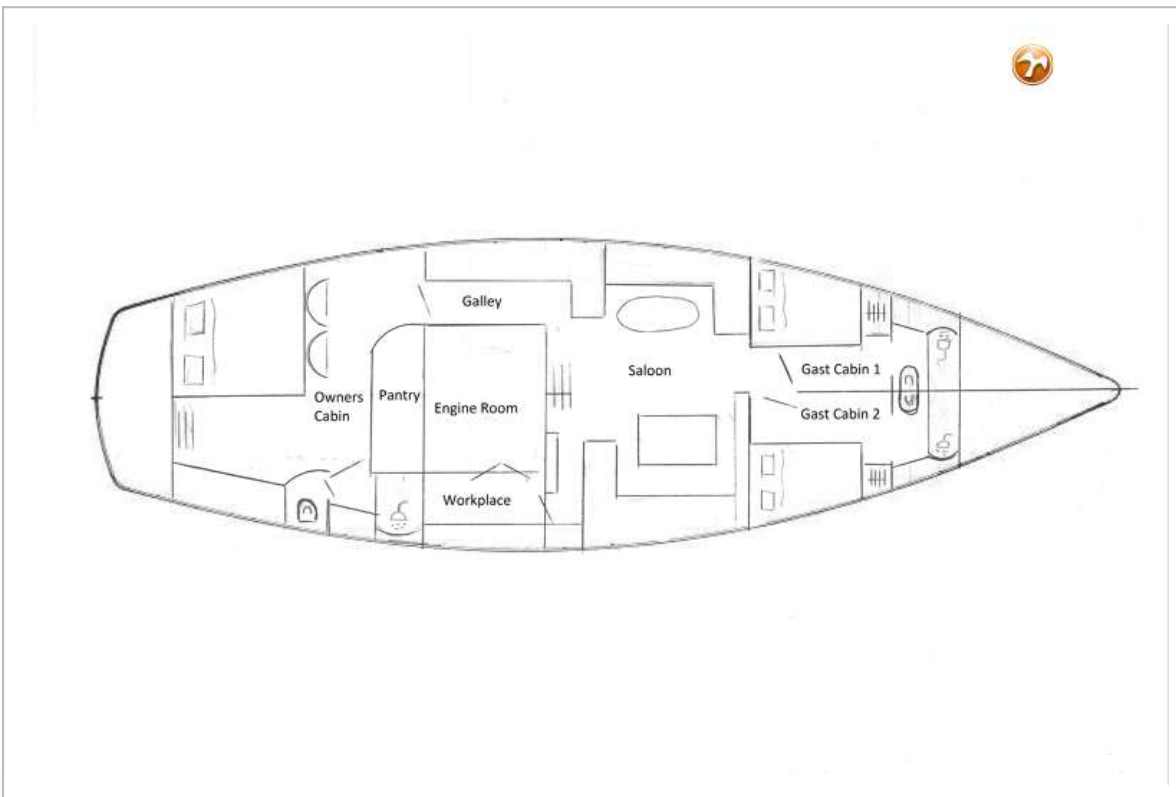 Galley
Saloon
Gast Cabin 1
Owners
Cabin
Pantry
Engine Room
Gast Cabin 2
Workplace